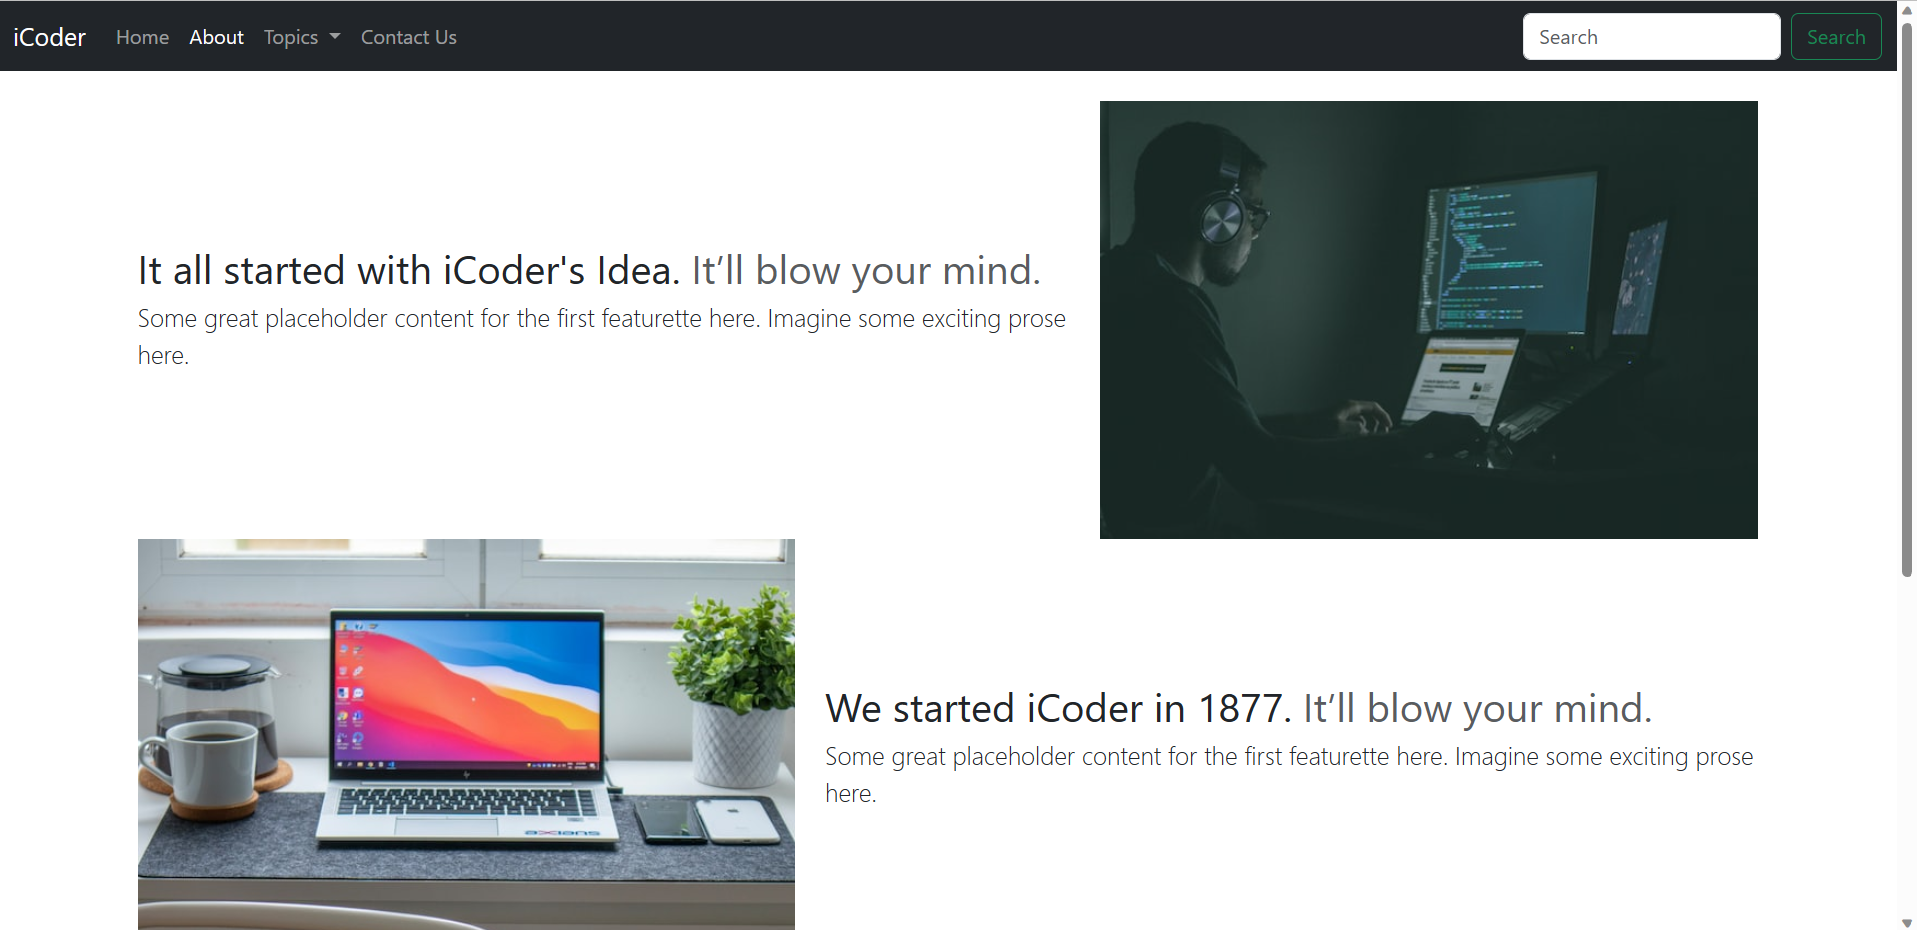 iCoder Home About Topics Contact Us Search Search
It all started with iCoder's Idea. It’ll blow your mind.
Some great placeholder content for the first featurette here. Imagine some exciting prose
here.
We started iCoder in 1877. It’ll blow your mind.
Some great placeholder content for the first featurette here. Imagine some exciting prose
here.